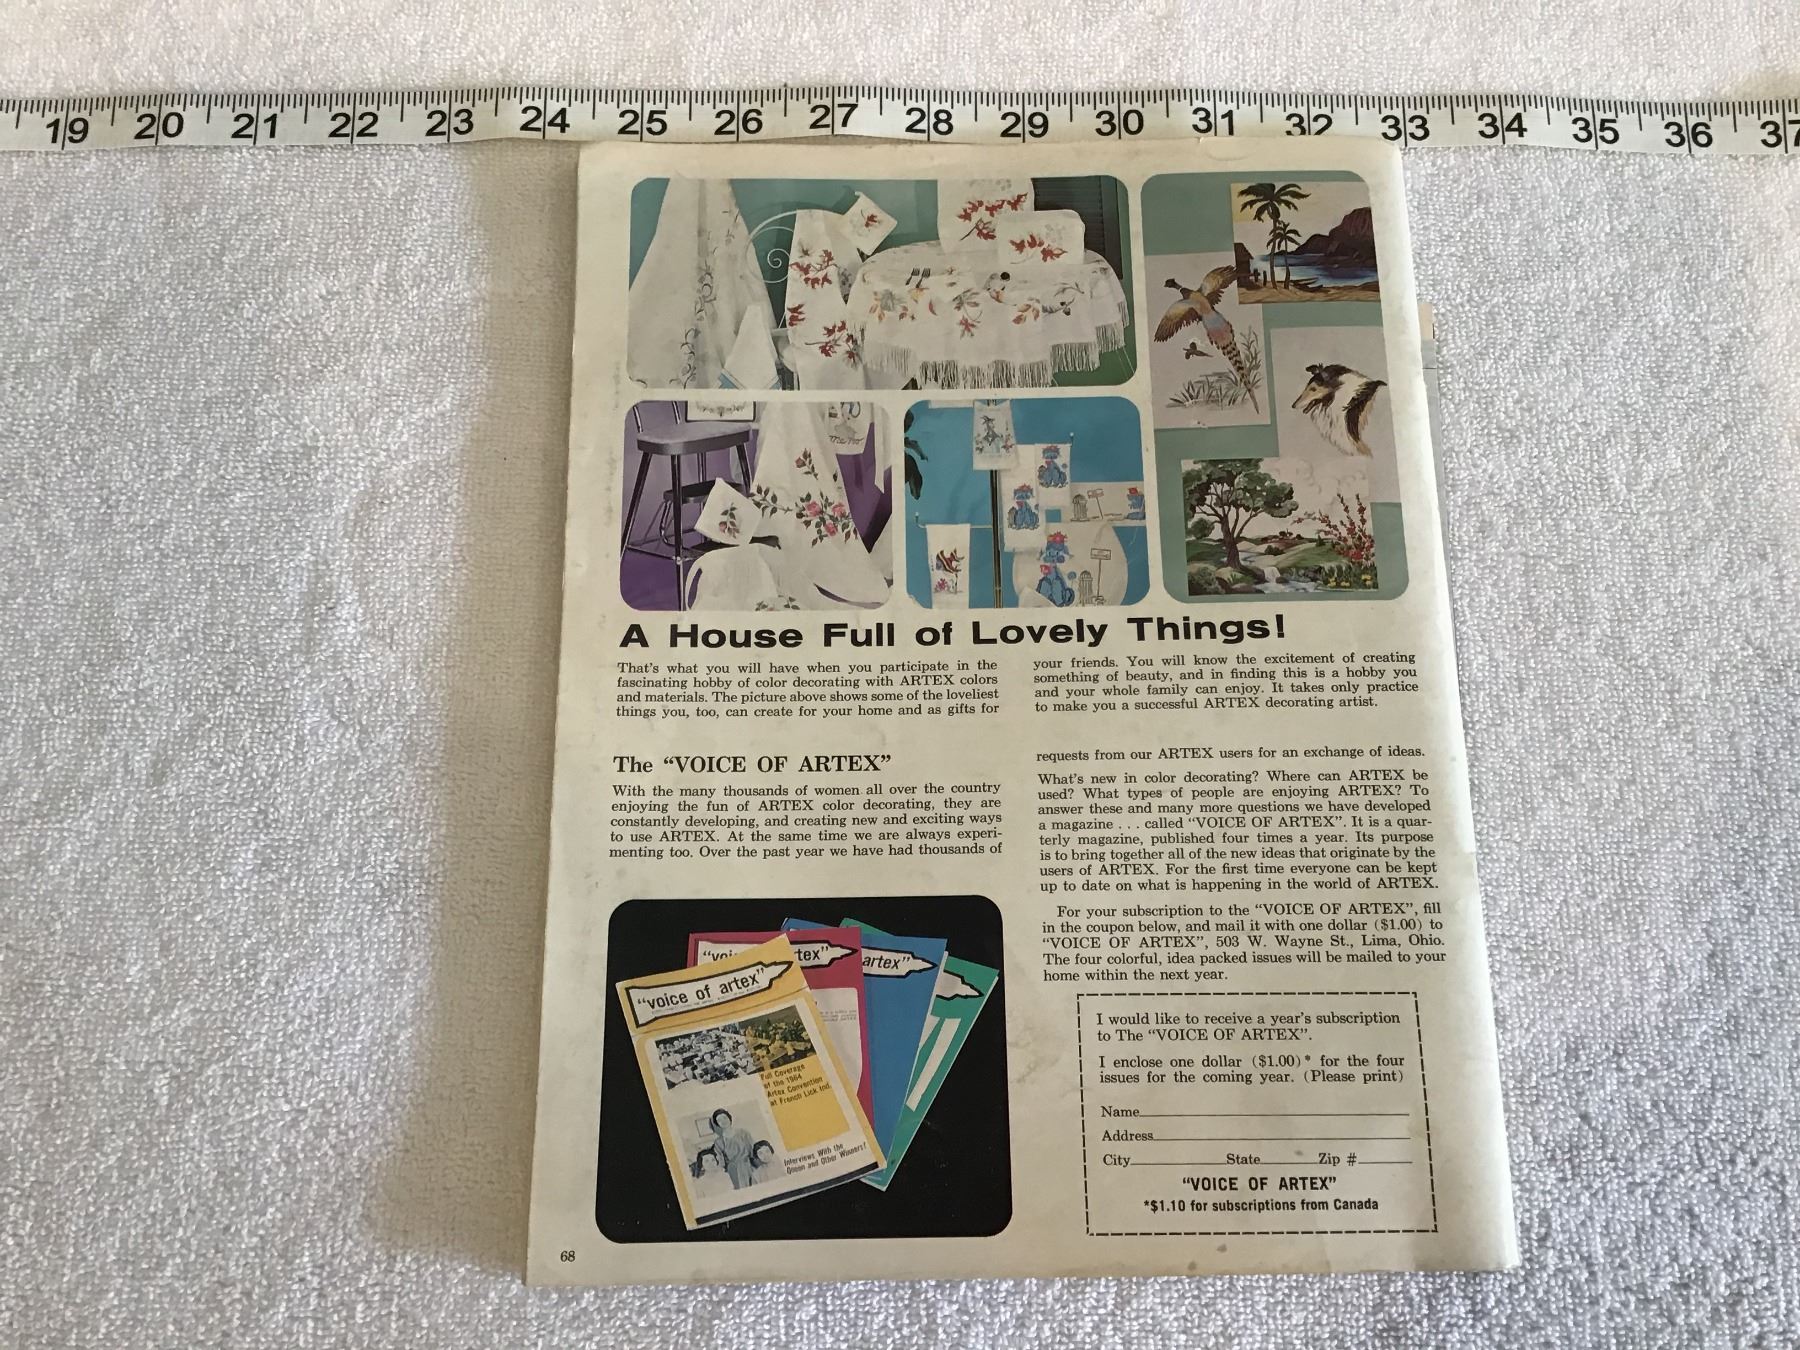 19 20 21 22 23 24 25 26 27 28 29 30 31 32 33 34 35 36 37
A House Full of Lovely Things!
That's what you will have when you participate in the
fascinating hobby of color decorating with ARTEX colors
and materials. The picture above shows some of the loveliest
things you, too, can create for your home and as gifts for
your friends. You will know the excitement of creating
something of beauty, and in finding this is a hobby you
and your whole family can enjoy. It takes only practice
to make you a successful ARTEX decorating artist.
The “VOICE OF ARTEX”
With the many thousands of women all over the country
enjoying the fun of ARTEX color decorating, they are
constantly developing, and creating new and exciting ways
to use ARTEX. At the same time we are always experi-
menting too. Over the past year we have had thousands of
requests from our ARTEX users for an exchange of ideas.
What's new in color decorating? Where can ARTEX be
used? What types of people are enjoying ARTEX? To
answer these and many more questions we have developed
a magazine . . . called “VOICE OF ARTEX”. It is a quar-
terly magazine, published four times a year. Its purpose
is to bring together all of the new ideas that originate by the
users of ARTEX. For the first time everyone can be kept
up to date on what is happening in the world of ARTEX.
For your subscription to the “VOICE OF ARTEX”, fill
in the coupon below, and mail it with one dollar ($1.00) to
“VOICE OF ARTEX”, 503 W. Wayne St., Lima, Ohio.
The four colorful, idea packed issues will be mailed to your
home within the next year.
“voice of artex”
tex”
artex”
Full Coverage
of the 1964
Artex Convention
at French Lick Ind.
Interviews With the
Queen and Other Winners!
I would like to receive a year's subscription
to The “VOICE OF ARTEX”.
I enclose one dollar ($1.00)* for the four
issues for the coming year. (Please print)
Name
Address
City State Zip #
“VOICE OF ARTEX”
*$1.10 for subscriptions from Canada
68